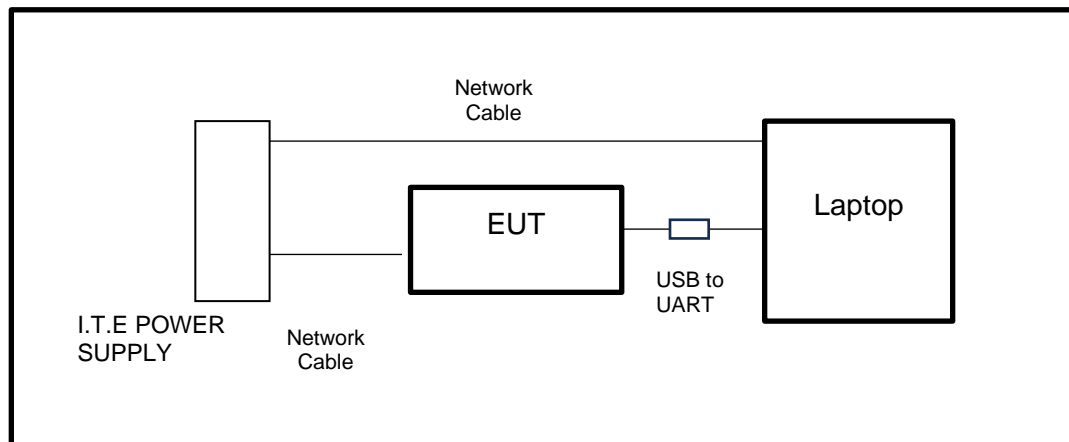 Network
Cable
Laptop
EUT
USB to
UART
I.T.E POWER
SUPPLY
Network
Cable